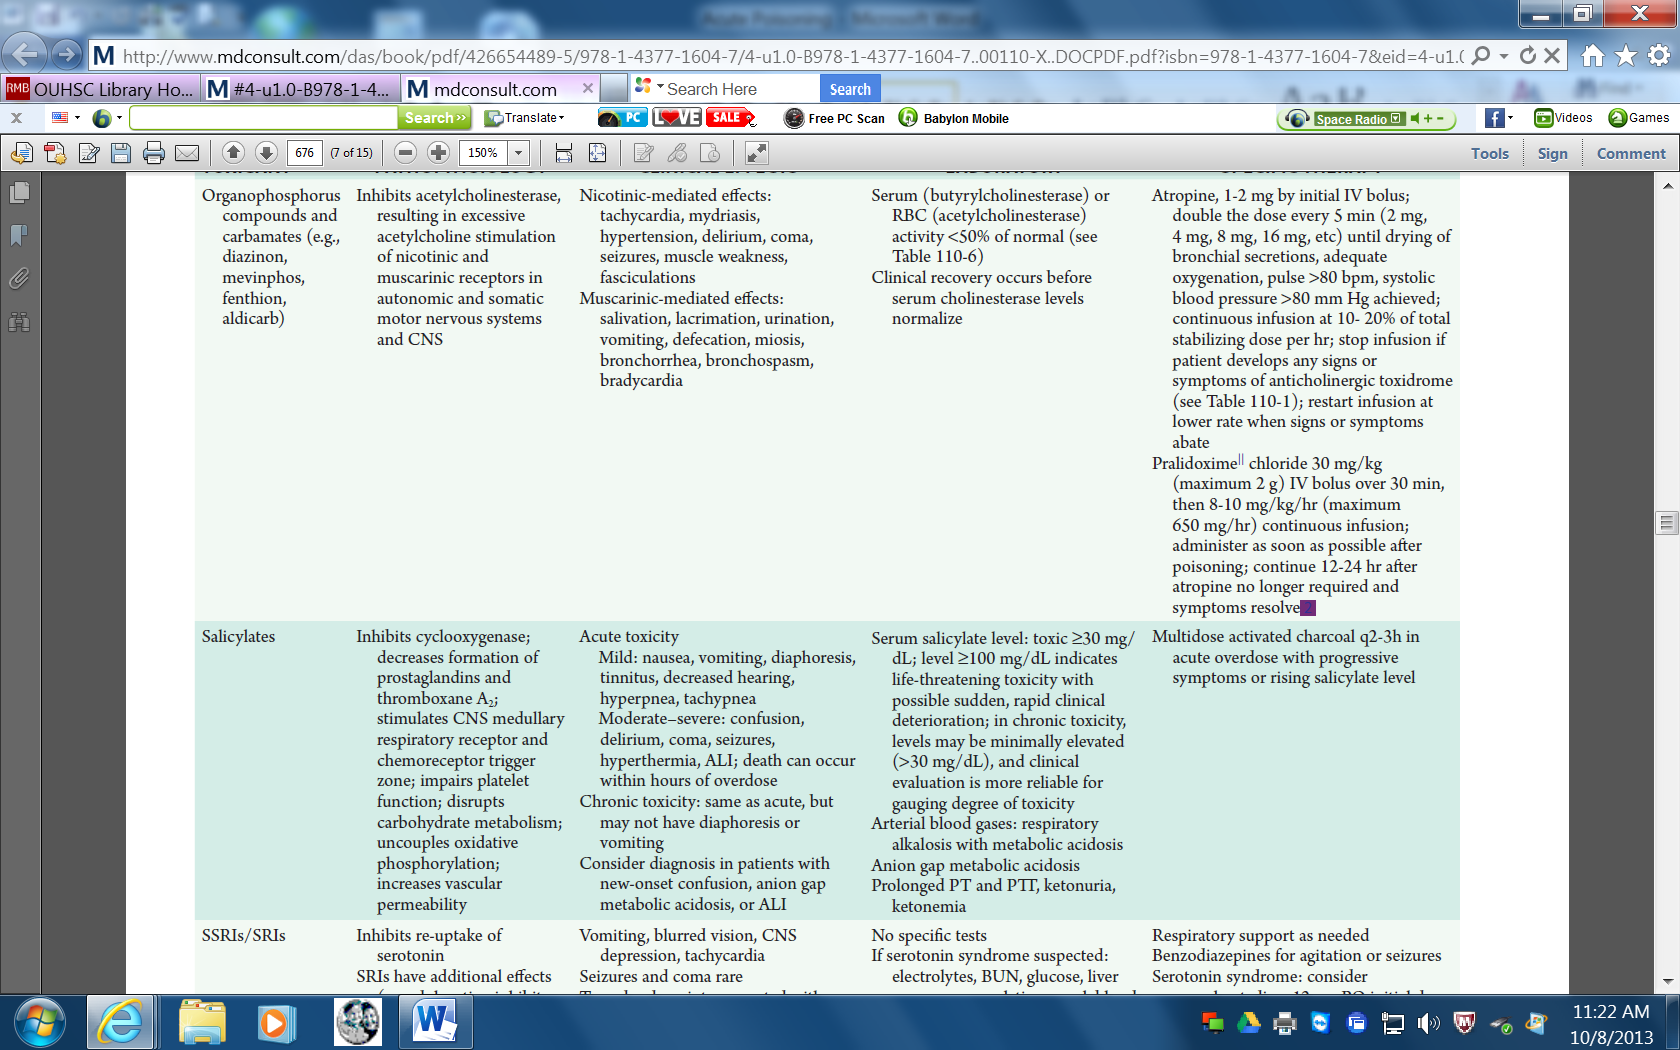 Acute Poisoning - Microsoft Word
http://www.mdconsult.com/das/book/pdf/426654489-5/978-1-4377-1604-7/4-u1.0-B978-1-4377-1604-7..00110-X..DOCPDF.pdf?isbn=978-1-4377-1604-7&eid=4-u1.0
RMB OUHSC Library Ho...
M #4-u1.0-B978-1-4...
M mdconsult.com
Search Here
Search
Search>>
Translate
PC
LOVE
SALE
Free PC Scan
Babylon Mobile
Space Radio
Videos
Games
676
(7 of 15)
150%
Tools
Sign
Comment
Organophosphorus
compounds and
carbamates (e.g.,
diazinon,
mevinphos,
fenthion,
aldicarb)
Inhibits acetylcholinesterase,
resulting in excessive
acetylcholine stimulation
of nicotinic and
muscarinic receptors in
autonomic and somatic
motor nervous systems
and CNS
Nicotinic-mediated effects:
tachycardia, mydriasis,
hypertension, delirium, coma,
seizures, muscle weakness,
fasciculations
Muscarinic-mediated effects:
salivation, lacrimation, urination,
vomiting, defecation, miosis,
bronchorrhea, bronchospasm,
bradycardia
Serum (butyrylcholinesterase) or
RBC (acetylcholinesterase)
activity <50% of normal (see
Table 110-6)
Clinical recovery occurs before
serum cholinesterase levels
normalize
Atropine, 1-2 mg by initial IV bolus;
double the dose every 5 min (2 mg,
4 mg, 8 mg, 16 mg, etc) until drying of
bronchial secretions, adequate
oxygenation, pulse >80 bpm, systolic
blood pressure >80 mm Hg achieved;
continuous infusion at 10- 20% of total
stabilizing dose per hr; stop infusion if
patient develops any signs or
symptoms of anticholinergic toxidrome
(see Table 110-1); restart infusion at
lower rate when signs or symptoms
abate
Pralidoxime|| chloride 30 mg/kg
(maximum 2 g) IV bolus over 30 min,
then 8-10 mg/kg/hr (maximum
650 mg/hr) continuous infusion;
administer as soon as possible after
poisoning; continue 12-24 hr after
atropine no longer required and
symptoms resolve2
Salicylates
Inhibits cyclooxygenase;
decreases formation of
prostaglandins and
thromboxane A₂;
stimulates CNS medullary
respiratory receptor and
chemoreceptor trigger
zone; impairs platelet
function; disrupts
carbohydrate metabolism;
uncouples oxidative
phosphorylation;
increases vascular
permeability
Acute toxicity
Mild: nausea, vomiting, diaphoresis,
tinnitus, decreased hearing,
hyperpnea, tachypnea
Moderate–severe: confusion,
delirium, coma, seizures,
hyperthermia, ALI; death can occur
within hours of overdose
Chronic toxicity: same as acute, but
may not have diaphoresis or
vomiting
Consider diagnosis in patients with
new-onset confusion, anion gap
metabolic acidosis, or ALI
Serum salicylate level: toxic ≥30 mg/
dL; level ≥100 mg/dL indicates
life-threatening toxicity with
possible sudden, rapid clinical
deterioration; in chronic toxicity,
levels may be minimally elevated
(>30 mg/dL), and clinical
evaluation is more reliable for
gauging degree of toxicity
Arterial blood gases: respiratory
alkalosis with metabolic acidosis
Anion gap metabolic acidosis
Prolonged PT and PTT, ketonuria,
ketonemia
Multidose activated charcoal q2-3h in
acute overdose with progressive
symptoms or rising salicylate level
SSRIs/SRIs
Inhibits re-uptake of
serotonin
SRIs have additional effects
Vomiting, blurred vision, CNS
depression, tachycardia
Seizures and coma rare
No specific tests
If serotonin syndrome suspected:
electrolytes, BUN, glucose, liver
Respiratory support as needed
Benzodiazepines for agitation or seizures
Serotonin syndrome: consider
11:22 AM
10/8/2013